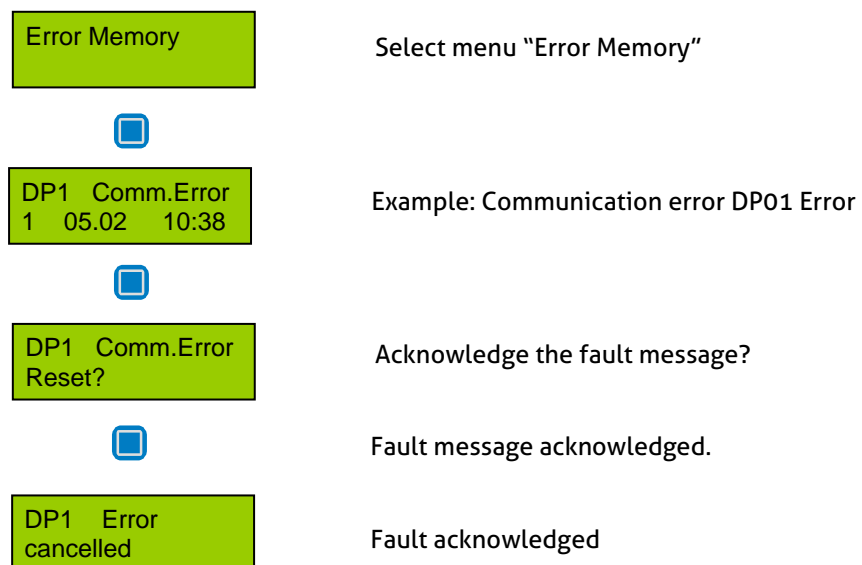 Error Memory
Select menu “Error Memory”
DP1 Comm.Error
1 05.02 10:38
Example: Communication error DP01 Error
DP1 Comm.Error
Reset?
Acknowledge the fault message?
Fault message acknowledged.
DP1 Error
cancelled
Fault acknowledged